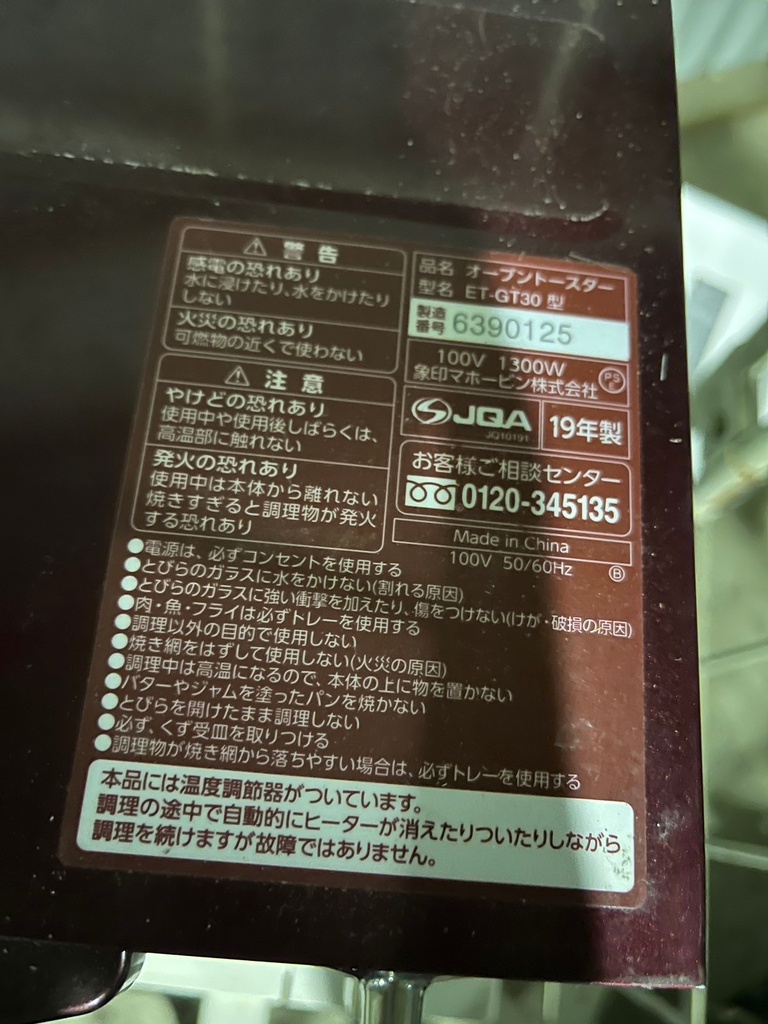 警告
感電の恐れあり
水に浸けたり、水をかけたり
しない
火災の恐れあり
可燃物の近くで使わない
注意
やけどの恐れあり
使用中や使用後しばらくは、
高温部に触れない
発火の恐れあり
使用中は本体から離れない
焼きすぎると調理物が発火
する恐れあり
品名 オーブントースター
型名 ET-GT30 型
製造
番号 6390125
100V 1300W
象印マホービン株式会社
PS
E
JQA
JQ10191
19年製
お客様ご相談センター
0120-345135
Made in China
100V 50/60Hz Ⓑ
●電源は、必ずコンセントを使用する
●とびらのガラスに水をかけない(割れる原因)
●とびらのガラスに強い衝撃を加えたり、傷をつけない(けが・破損の原因)
●肉・魚・フライは必ずトレーを使用する
●調理以外の目的で使用しない
●焼き網をはずして使用しない(火災の原因)
●調理中は高温になるので、本体の上に物を置かない
●バターやジャムを塗ったパンを焼かない
●とびらを開けたまま調理しない
●必ず、くず受皿を取りつける
●調理物が焼き網から落ちやすい場合は、必ずトレーを使用する
本品には温度調節器がついています。
調理の途中で自動的にヒーターが消えたりついたりしながら
調理を続けますが故障ではありません。